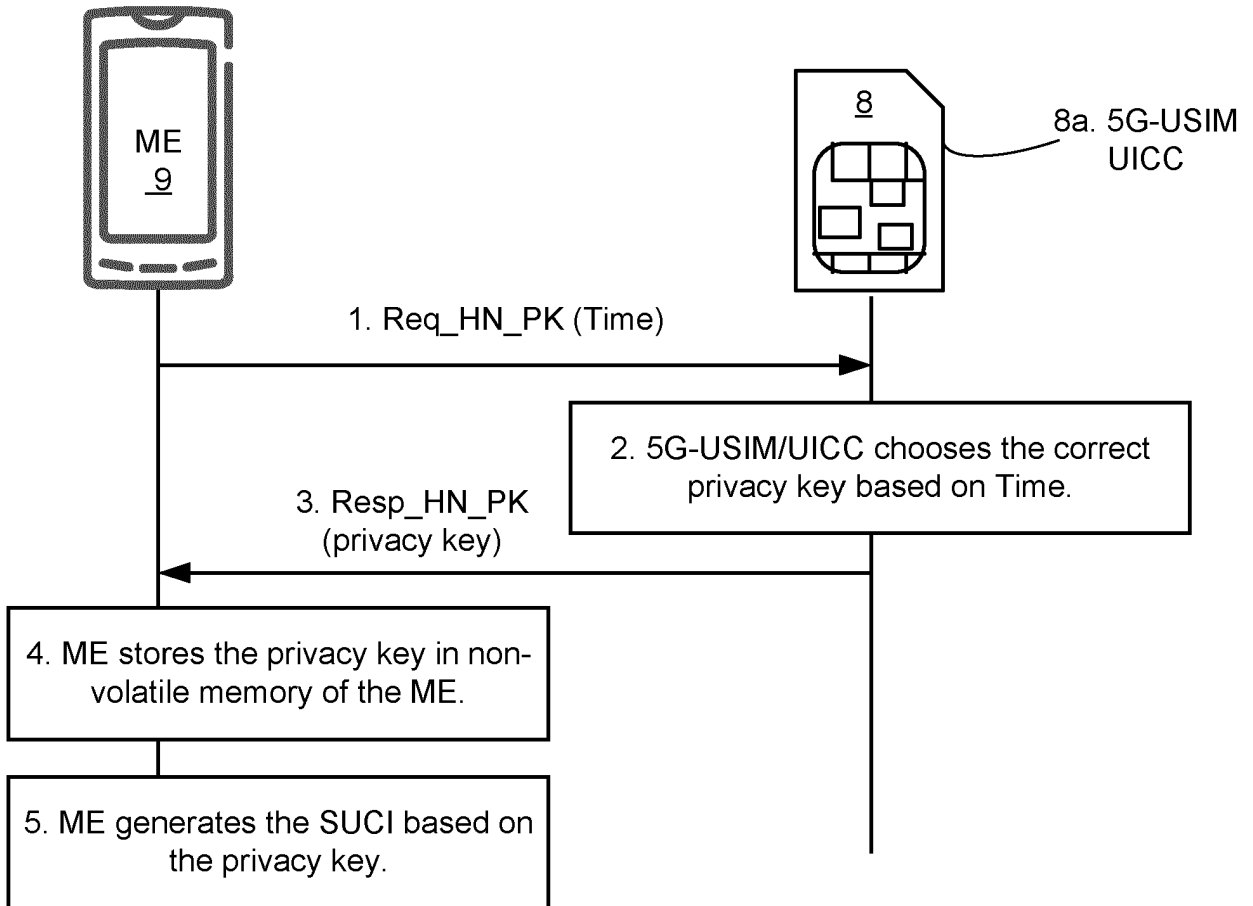 ME
9
8
8a. 5G-USIM
UICC
1. Req_HN_PK (Time)
2. 5G-USIM/UICC chooses the correct
privacy key based on Time.
3. Resp_HN_PK
(privacy key)
4. ME stores the privacy key in non-
volatile memory of the ME.
5. ME generates the SUCI based on
the privacy key.